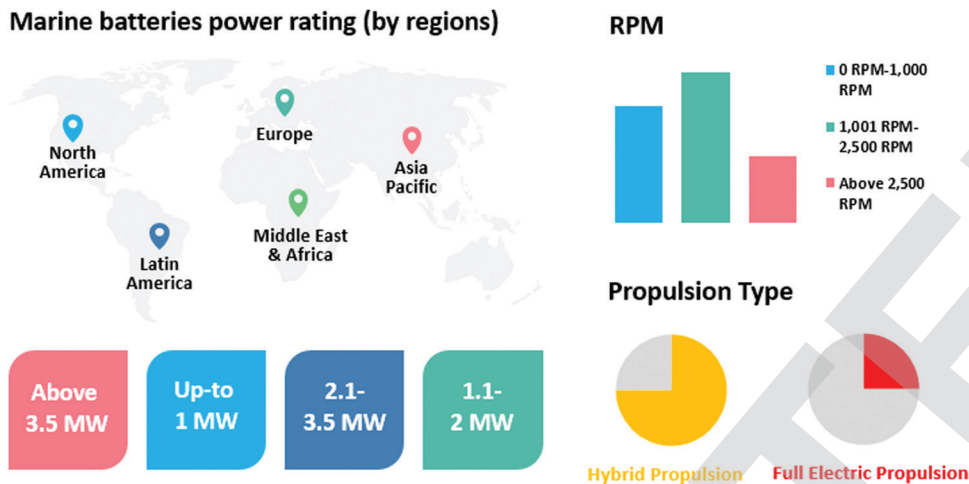 Marine batteries power rating (by regions)
North
America
Europe
Asia
Pacific
Middle East
& Africa
Latin
America
Above
3.5 MW
Up-to
1 MW
2.1-
3.5 MW
1.1-
2 MW
RPM
0 RPM-1,000
RPM
1,001 RPM-
2,500 RPM
Above 2,500
RPM
Propulsion Type
Hybrid Propulsion
Full Electric Propulsion